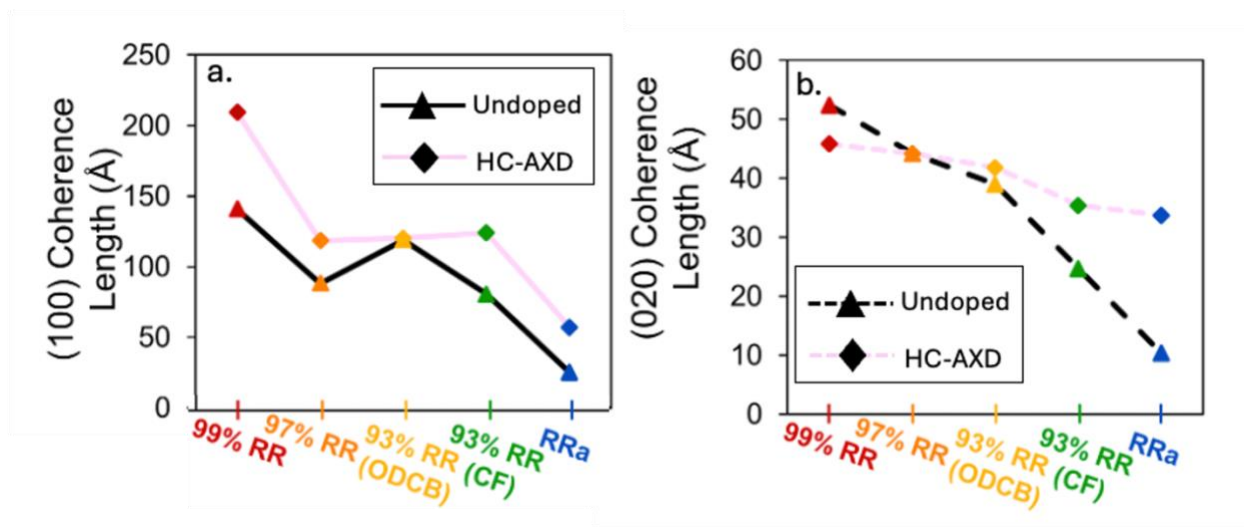 a.
(100) Coherence
Length (Å)
250
200
150
100
50
0
Undoped
HC-AXD
99% RR
97% RR
93% RR
(ODCB)
93% RR
(CF)
RRa
b.
(020) Coherence
Length (Å)
60
50
40
30
20
10
0
Undoped
HC-AXD
99% RR
97% RR
93% RR
(ODCB)
93% RR
(CF)
RRa